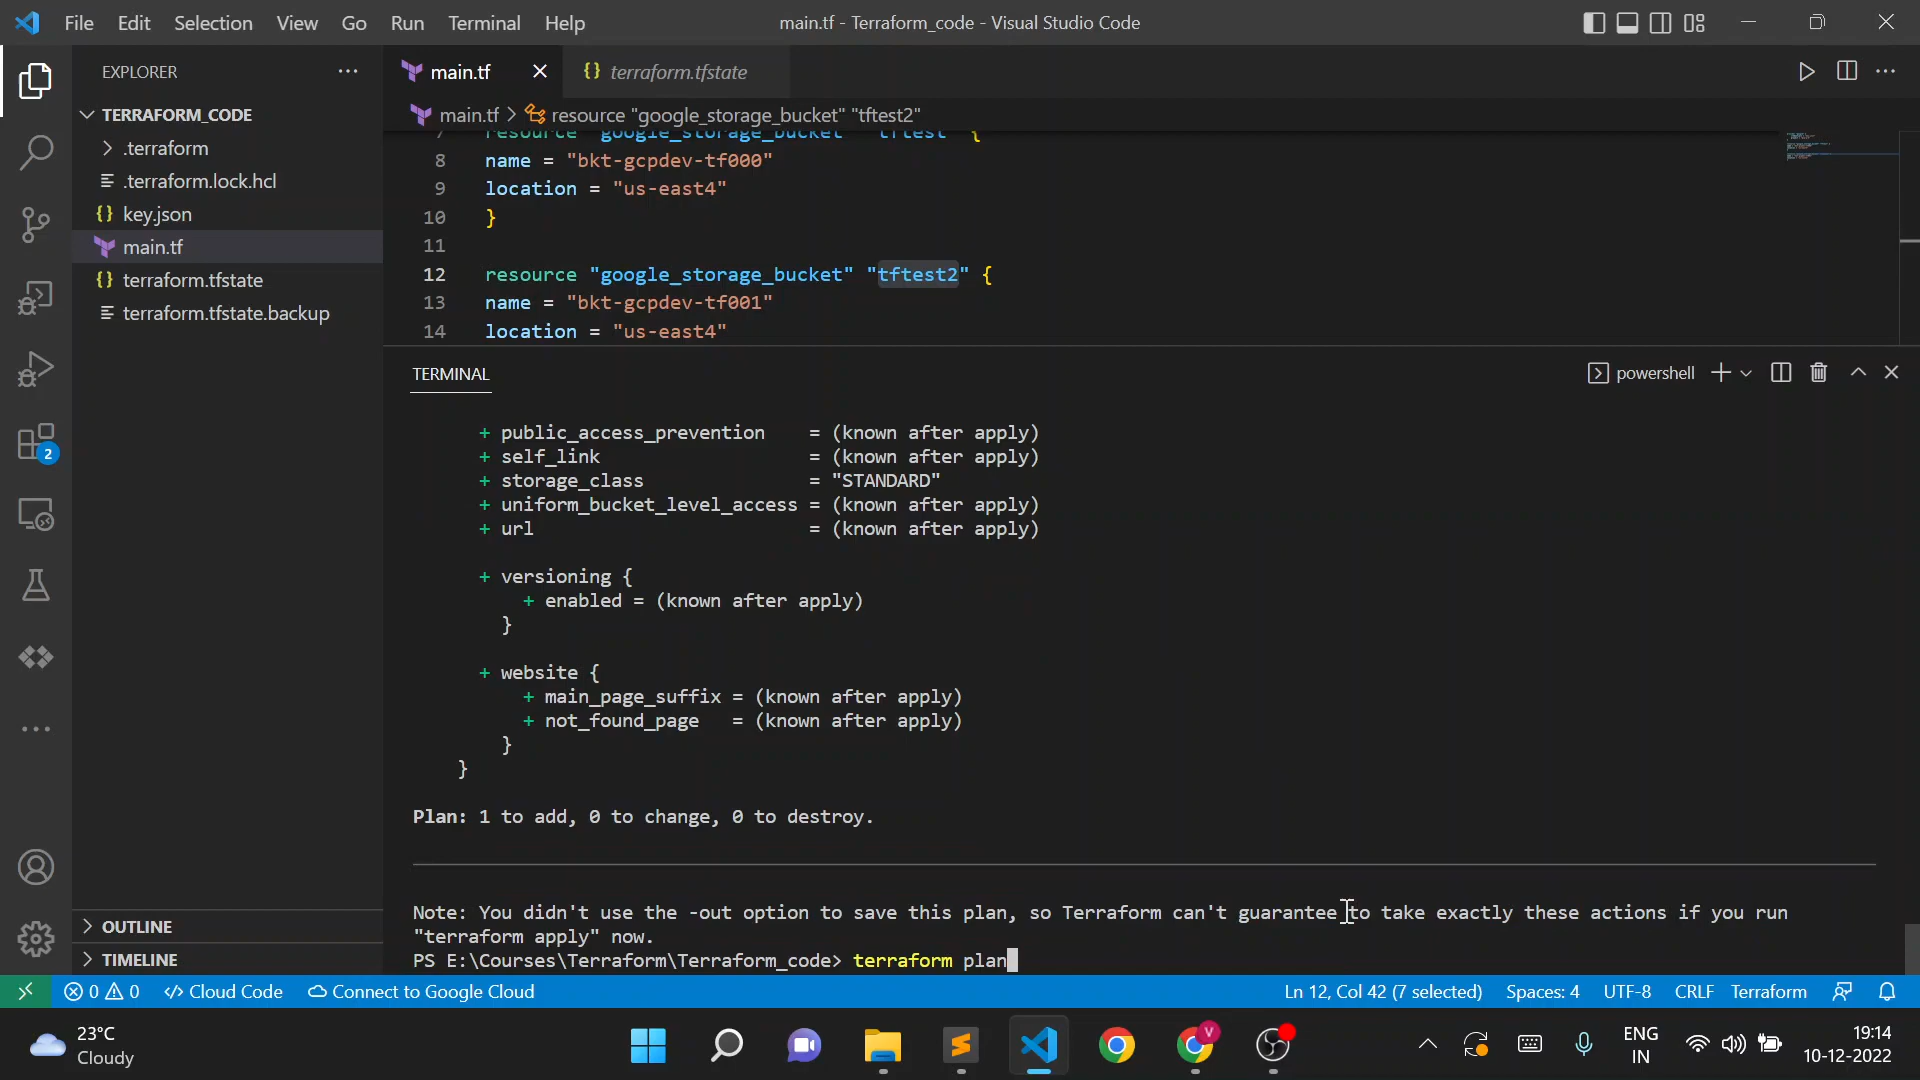 File Edit Selection View Go Run Terminal Help
main.tf - Terraform_code - Visual Studio Code
EXPLORER
TERRAFORM_CODE
.terraform
.terraform.lock.hcl
key.json
main.tf
terraform.tfstate
terraform.tfstate.backup
OUTLINE
TIMELINE
2
main.tf
terraform.tfstate
main.tf > resource "google_storage_bucket" "tftest2"
7 resource "google_storage_bucket" "tftest" {
8 name = "bkt-gcpdev-tf000"
9 location = "us-east4"
10 }
11
12 resource "google_storage_bucket" "tftest2" {
13 name = "bkt-gcpdev-tf001"
14 location = "us-east4"
TERMINAL
powershell
+ public_access_prevention = (known after apply)
+ self_link = (known after apply)
+ storage_class = "STANDARD"
+ uniform_bucket_level_access = (known after apply)
+ url = (known after apply)
+ versioning {
+ enabled = (known after apply)
}
+ website {
+ main_page_suffix = (known after apply)
+ not_found_page = (known after apply)
}
}
Plan: 1 to add, 0 to change, 0 to destroy.
Note: You didn't use the -out option to save this plan, so Terraform can't guarantee to take exactly these actions if you run
"terraform apply" now.
PS E:\Courses\Terraform\Terraform_code> terraform plan
0 0 Cloud Code Connect to Google Cloud Ln 12, Col 42 (7 selected) Spaces: 4 UTF-8 CRLF Terraform
23°C
Cloudy
V
ENG
IN
19:14
10-12-2022